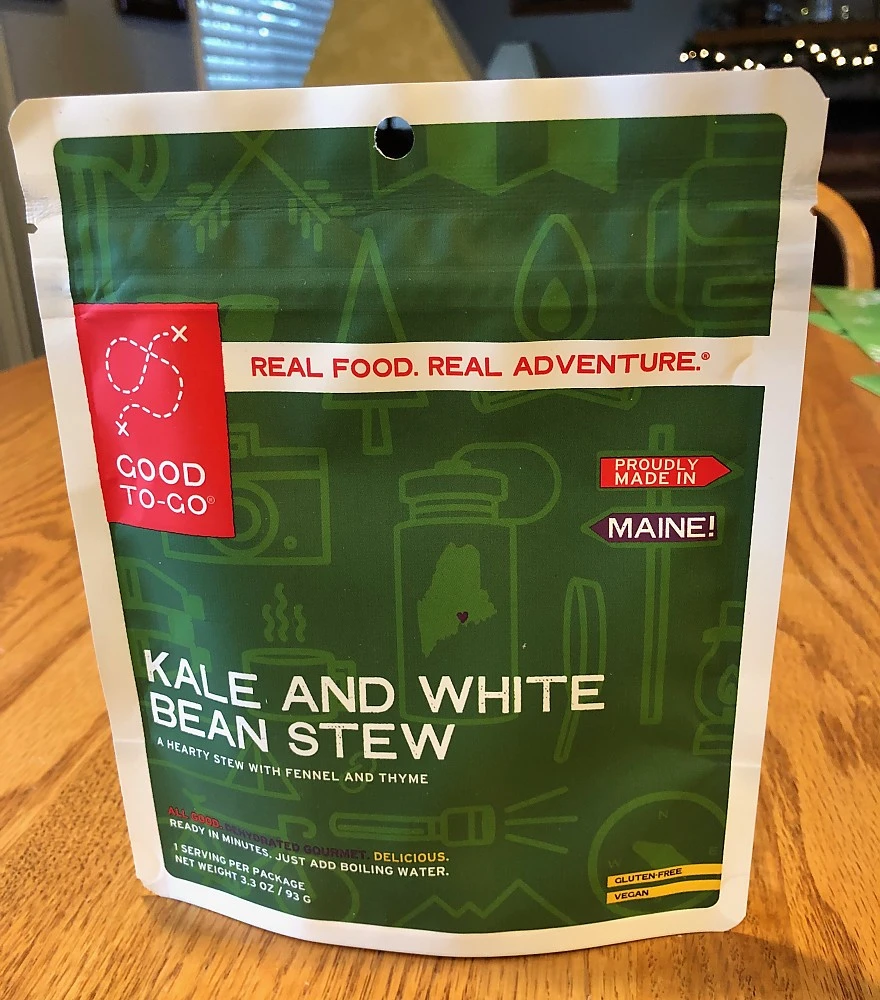 REAL FOOD. REAL ADVENTURE.®
GOOD
TO-GO®
PROUDLY
MADE IN
MAINE!
KALE AND WHITE
BEAN STEW
A HEARTY STEW WITH FENNEL AND THYME
ALL GOOD. DEHYDRATED GOURMET. DELICIOUS.
READY IN MINUTES. JUST ADD BOILING WATER.
1 SERVING PER PACKAGE
NET WEIGHT 3.3 OZ / 93 G
N
W
GLUTEN-FREE
VEGAN